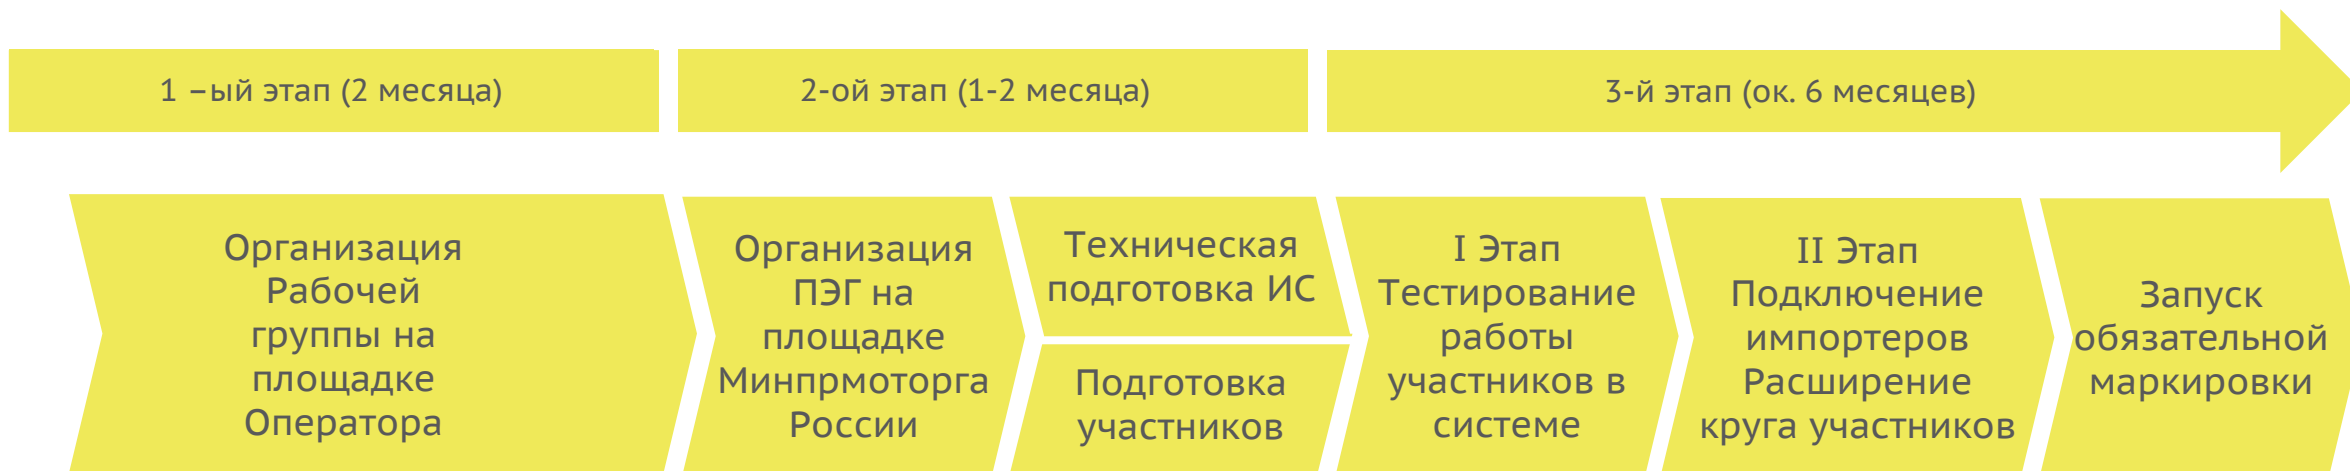 1 –ый этап (2 месяца)
2-ой этап (1-2 месяца)
3-й этап (ок. 6 месяцев)
Организация
Рабочей
группы на
площадке
Оператора
Организация
ПЭГ на
площадке
Минпрмоторга
России
Техническая
подготовка ИС
Подготовка
участников
I Этап
Тестирование
работы
участников в
системе
II Этап
Подключение
импортеров
Расширение
круга участников
Запуск
обязательной
маркировки